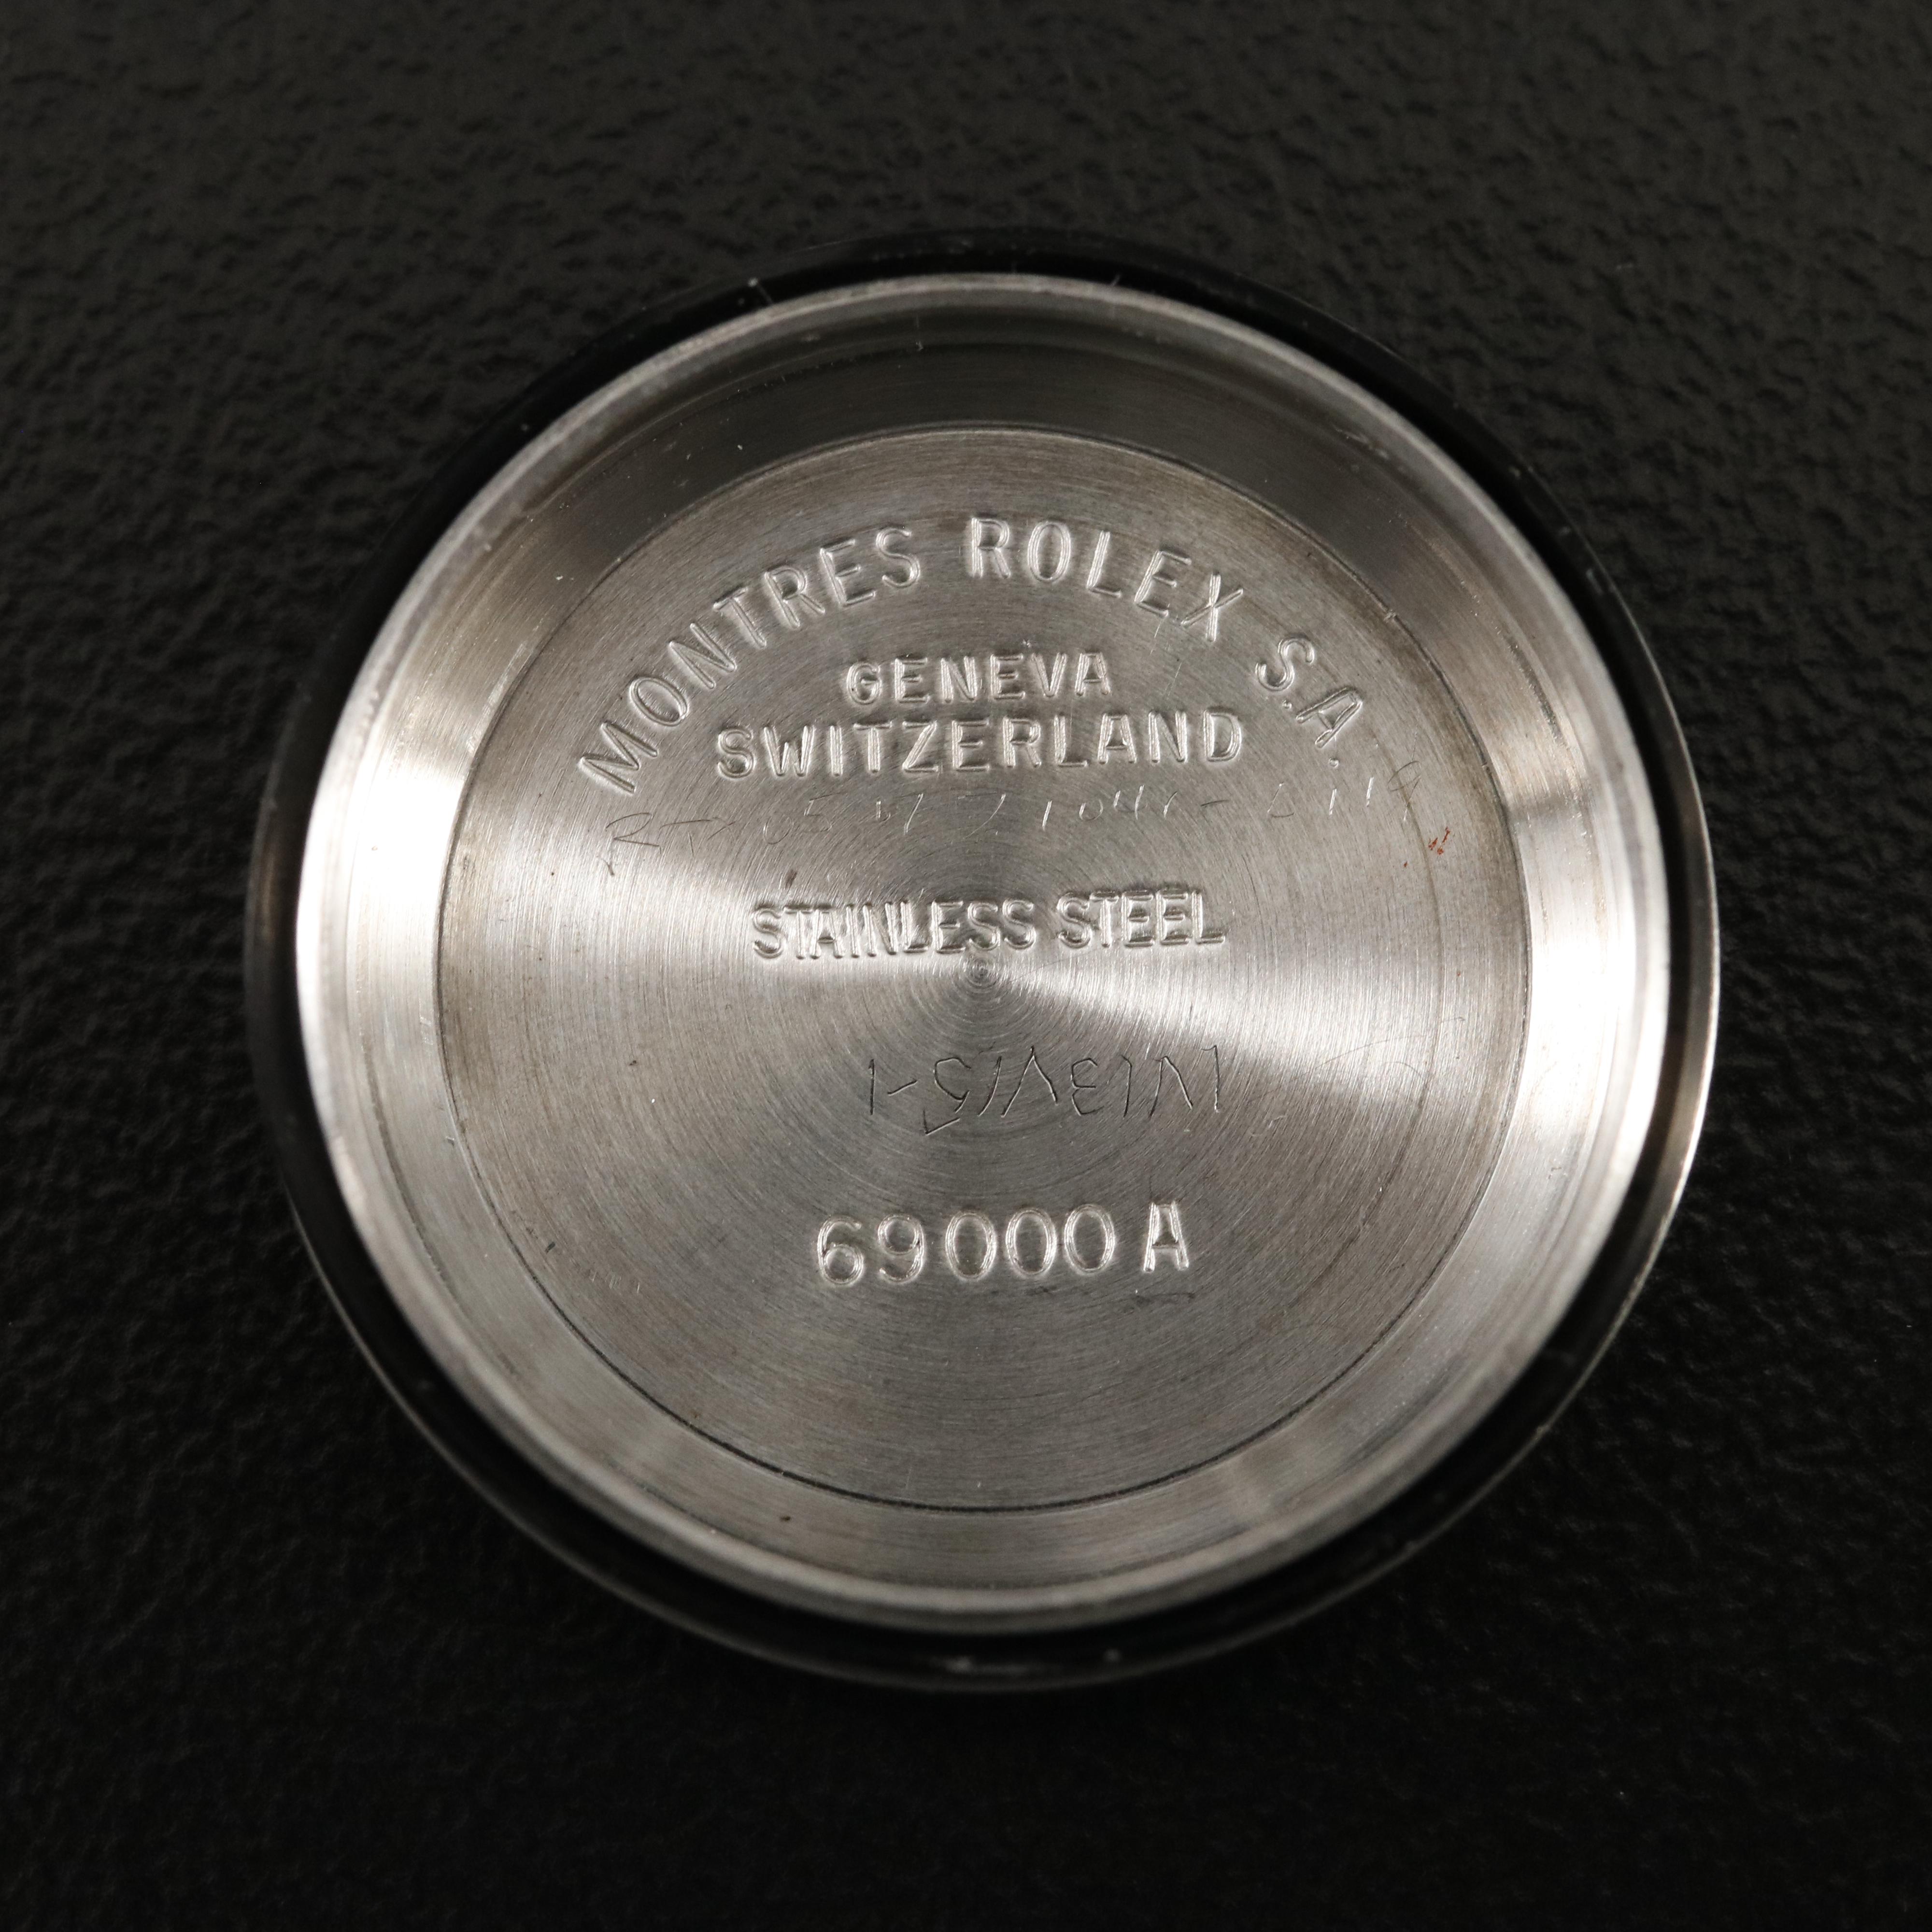 MONTRES ROLEX S.A.
GENEVA
SWITZERLAND
STAINLESS STEEL
69000 A